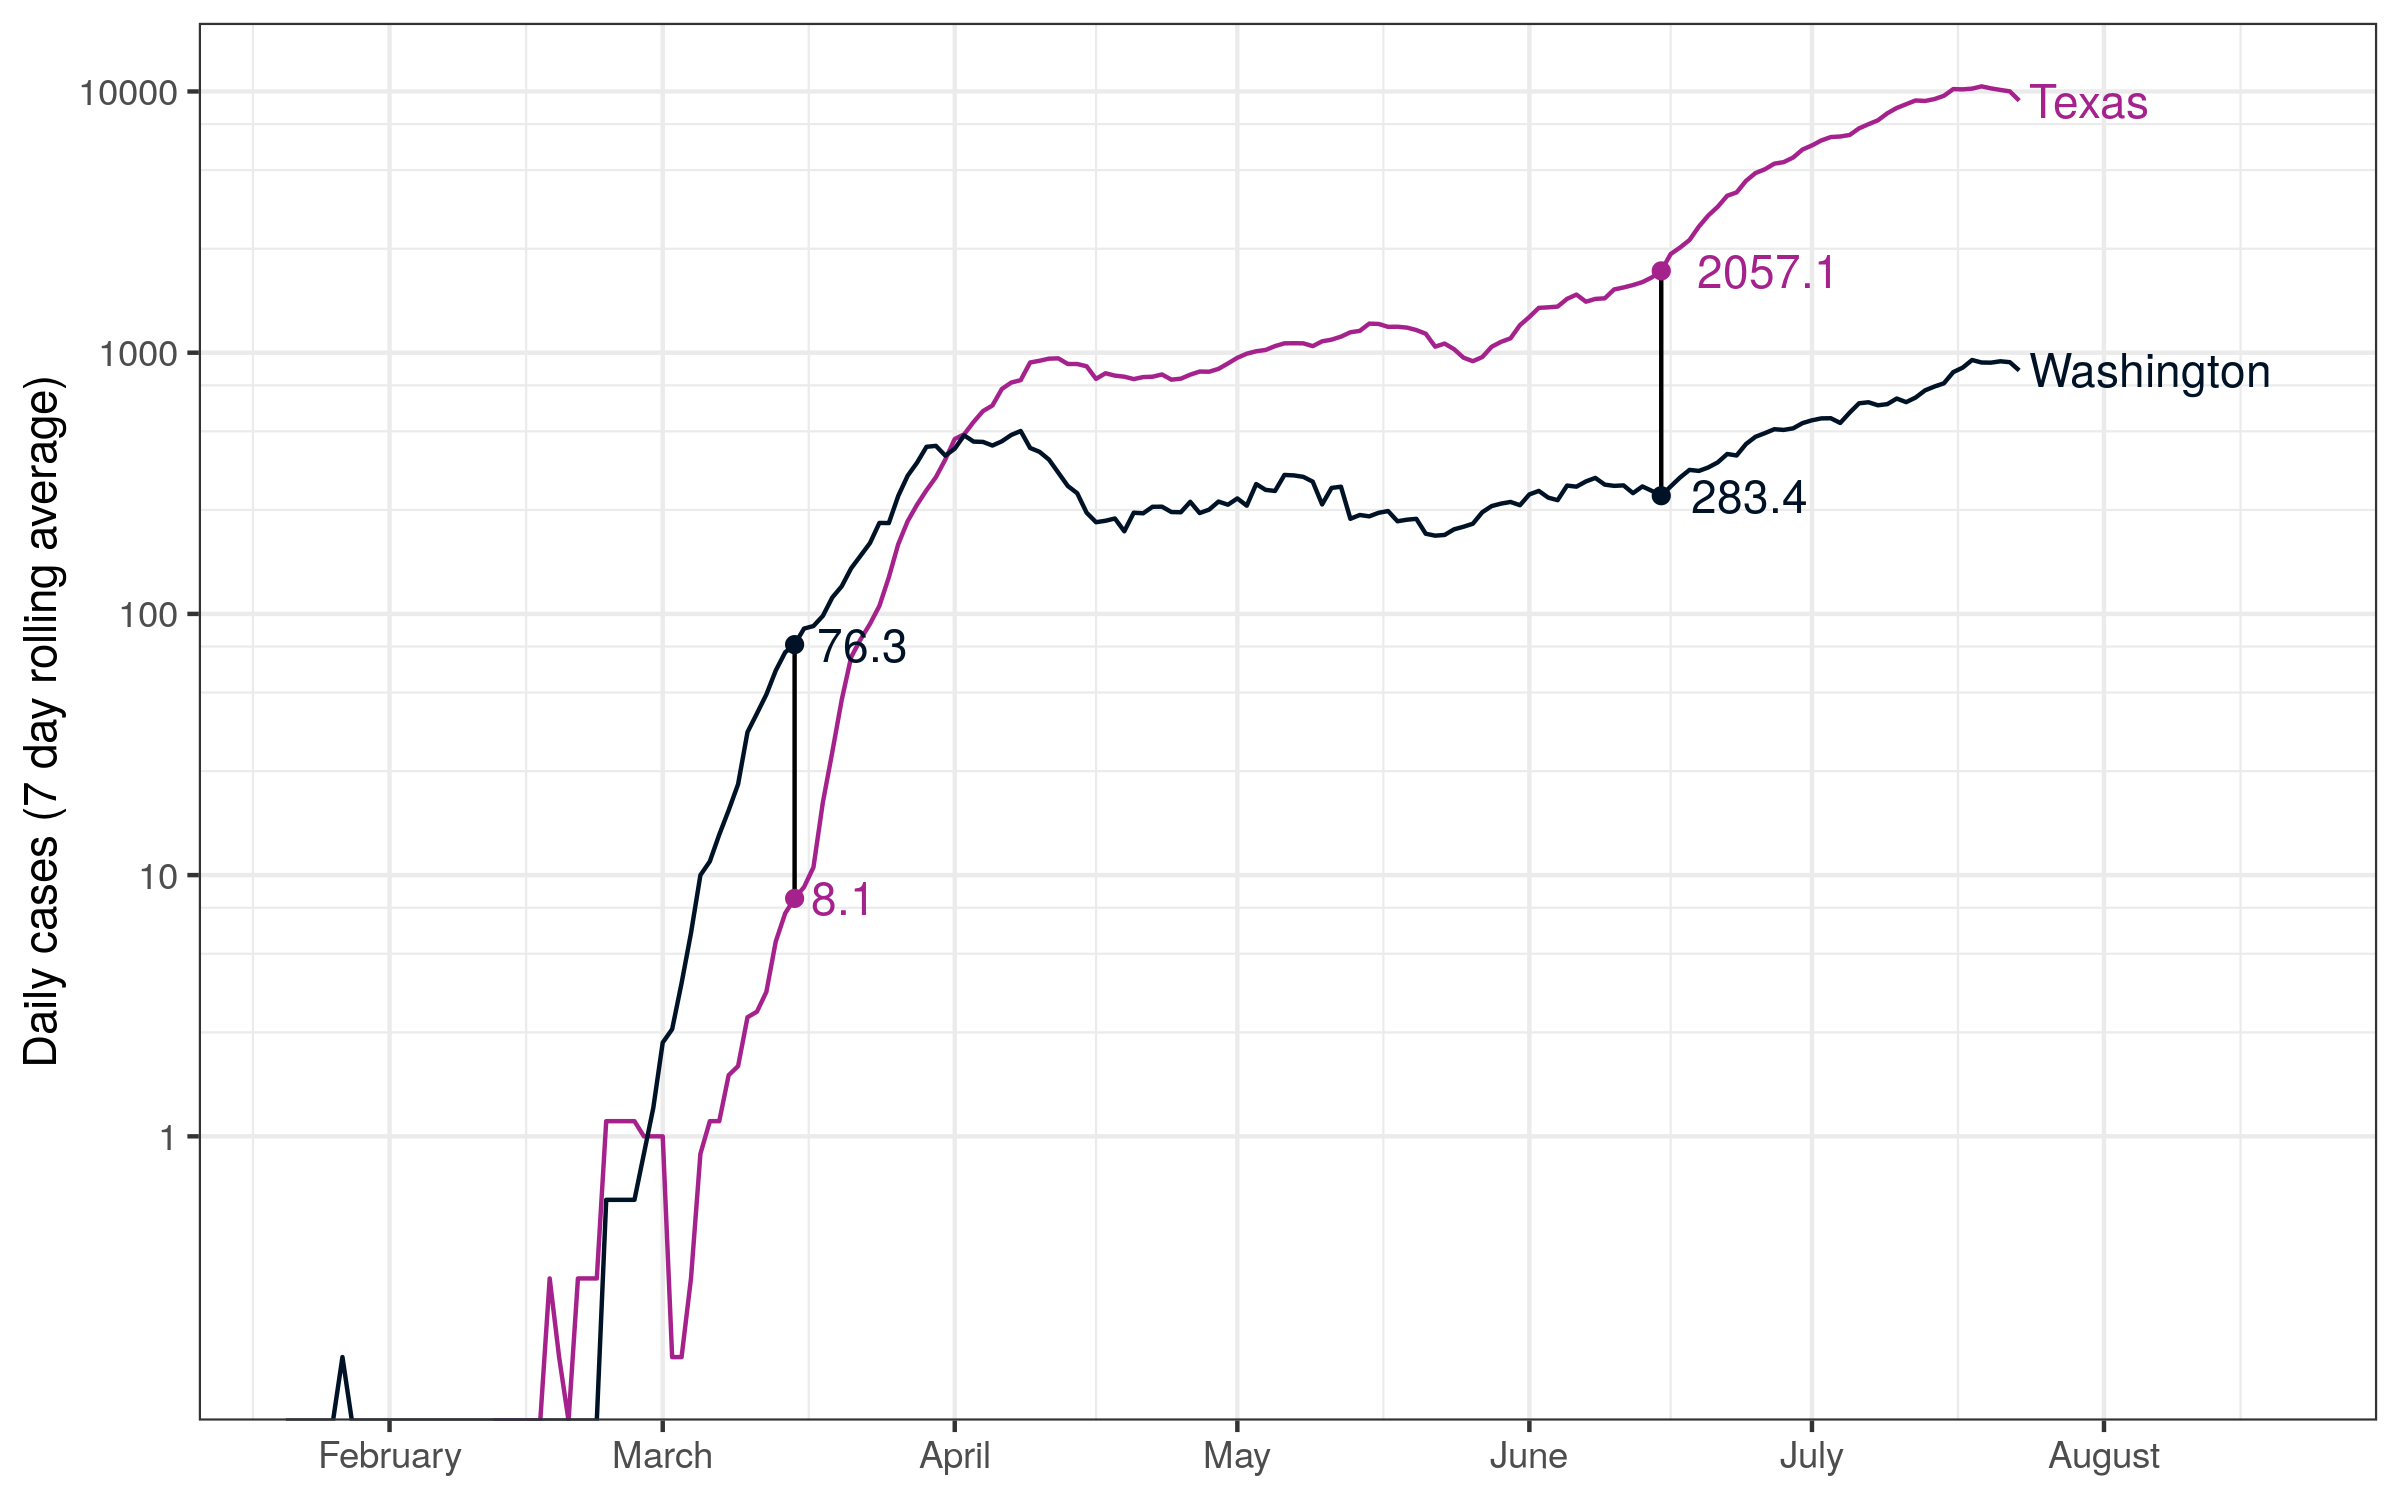 Daily cases (7 day rolling average)
10000
1000
100
10
1
Texas
2057.1
Washington
283.4
76.3
8.1
February
March
April
May
June
July
August